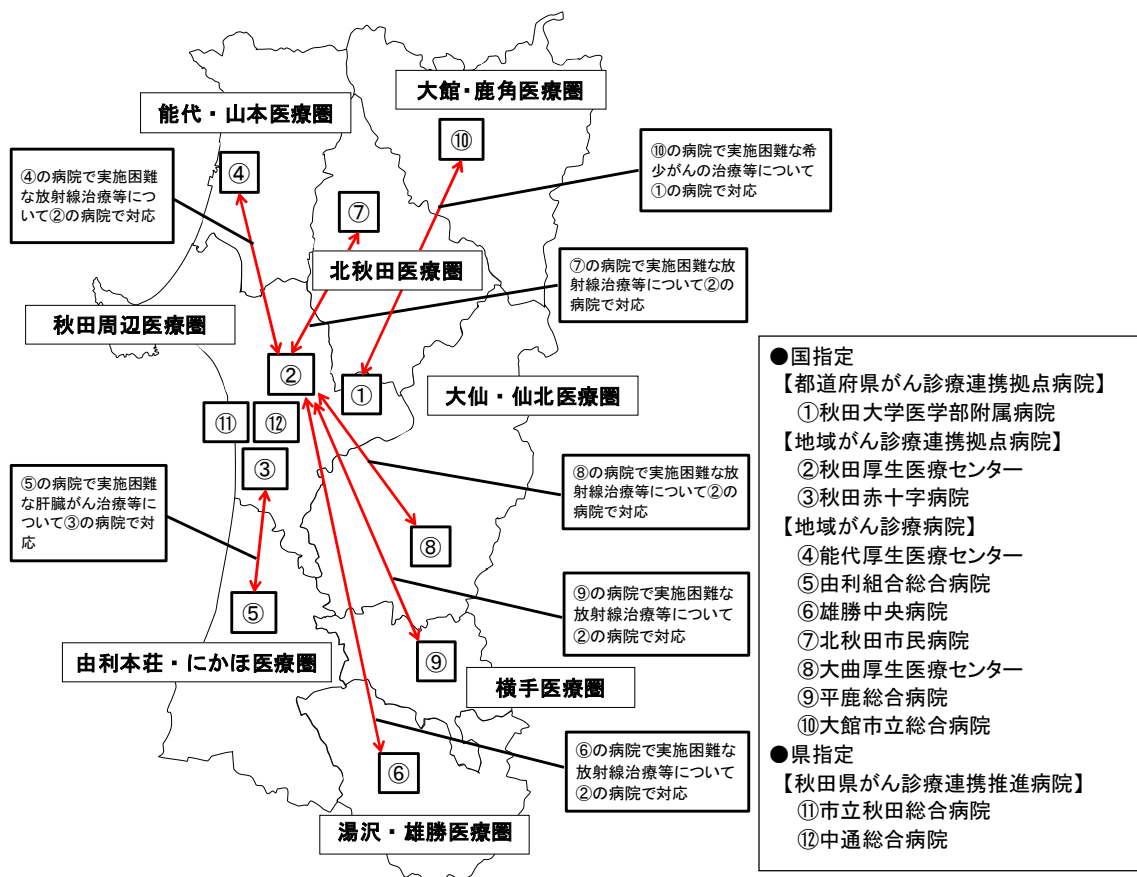 大館・鹿角医療圏
能代・山本医療圏
⑩
⑩の病院で実施困難な希
少がんの治療等について
①の病院で対応
④の病院で実施困難
な放射線治療等につ
いて②の病院で対応
④
⑦
北秋田医療圏
⑦の病院で実施困難な放
射線治療等について②の
病院で対応
秋田周辺医療圏
②
①
大仙・仙北医療圏
⑪
⑫
③
⑤の病院で実施困難
な肝臓がん治療等に
ついて③の病院で対
応
⑧の病院で実施困難な放
射線治療等について②の
病院で対応
⑧
⑤
⑨の病院で実施困難な
放射線治療等について
②の病院で対応
由利本荘・にかほ医療圏
⑨
横手医療圏
⑥
⑥の病院で実施困難な
放射線治療等について
②の病院で対応
湯沢・雄勝医療圏
●国指定
【都道府県がん診療連携拠点病院】
①秋田大学医学部附属病院
【地域がん診療連携拠点病院】
②秋田厚生医療センター
③秋田赤十字病院
【地域がん診療病院】
④能代厚生医療センター
⑤由利組合総合病院
⑥雄勝中央病院
⑦北秋田市民病院
⑧大曲厚生医療センター
⑨平鹿総合病院
⑩大館市立総合病院
●県指定
【秋田県がん診療連携推進病院】
⑪市立秋田総合病院
⑫中通総合病院